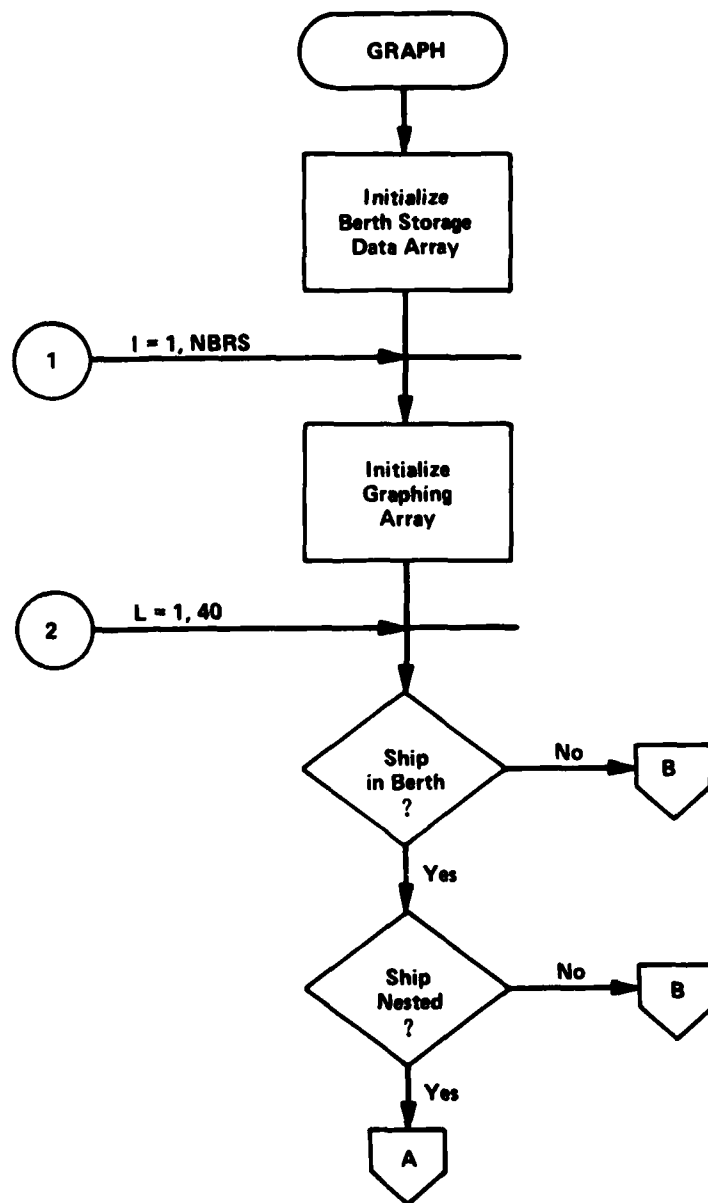 GRAPH
Initialize
Berth Storage
Data Array
1
I = 1, NBRS
Initialize
Graphing
Array
2
L = 1, 40
Ship
in Berth
?
No
B
Yes
Ship
Nested
?
No
B
Yes
A